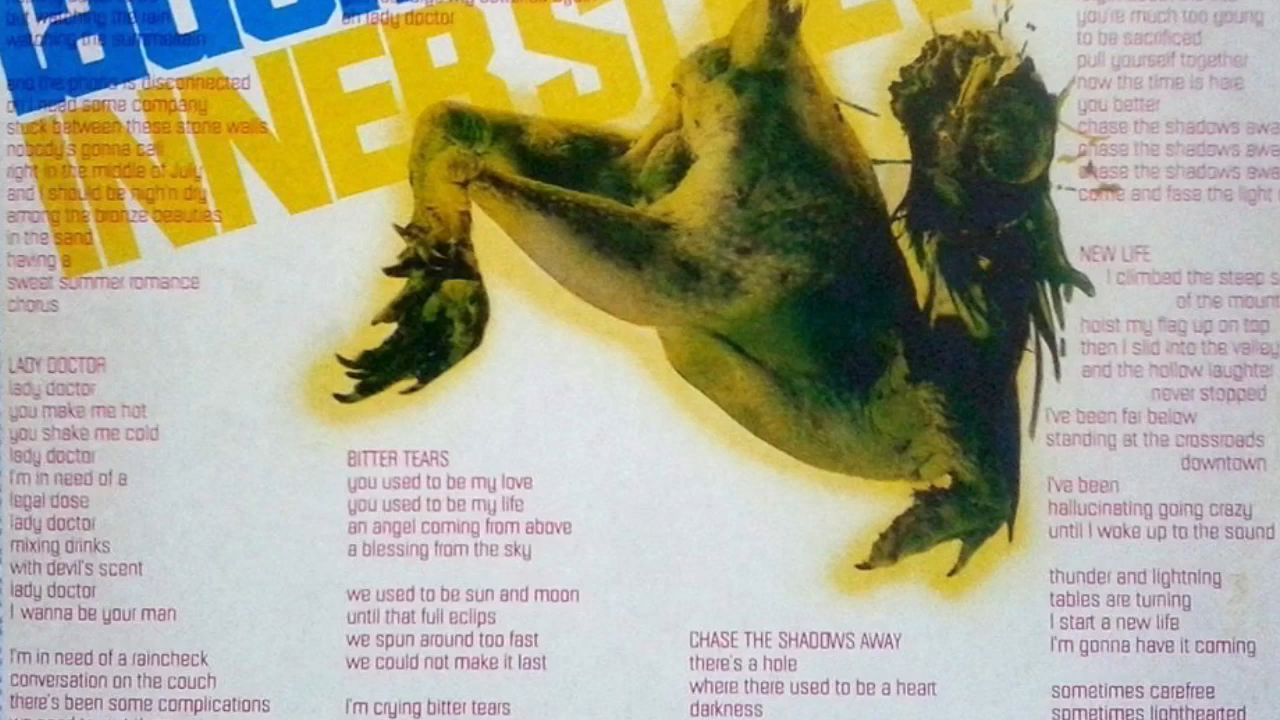 but watching the rain
watching the summerrain
and the phone is disconnected
oh I need some company
stuck between these stone walls
nobody's gonna call
right in the middle of July
and I should be high'n dry
among the bronze beauties
in the sand
having a
sweat summer romance
chorus
LADY DOCTOR
lady doctor
you make me hot
you shake me cold
lady doctor
I'm in need of a
legal dose
lady doctor
mixing drinks
with devil's scent
lady doctor
I wanna be your man
I'm in need of a raincheck
conversation on the couch
there's been some complications
oh lady doctor
INNER
BITTER TEARS
you used to be my love
you used to be my life
an angel coming from above
a blessing from the sky
we used to be sun and moon
until that full eclips
we spun around too fast
we could not make it last
I'm crying bitter tears
CHASE THE SHADOWS AWAY
there's a hole
where there used to be a heart
darkness
you're much too young
to be sacrificed
pull yourself together
now the time is here
you better
chase the shadows awa
chase the shadows awa
chase the shadows awa
come and fase the light
NEW LIFE
I climbed the steep s
of the mount
hoist my flag up on top
then I slid into the valley
and the hollow laughter
never stopped
I've been far below
standing at the crossroads
downtown
I've been
hallucinating going crazy
until I woke up to the sound
thunder and lightning
tables are turning
I start a new life
I'm gonna have it coming
sometimes carefree
sometimes lighthearted